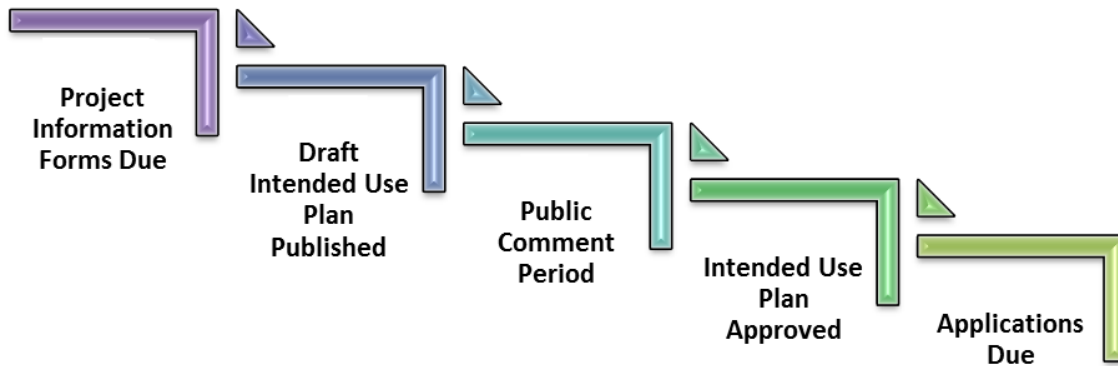 Project
Information
Forms Due
Draft
Intended Use
Plan
Published
Public
Comment
Period
Intended Use
Plan
Approved
Applications
Due